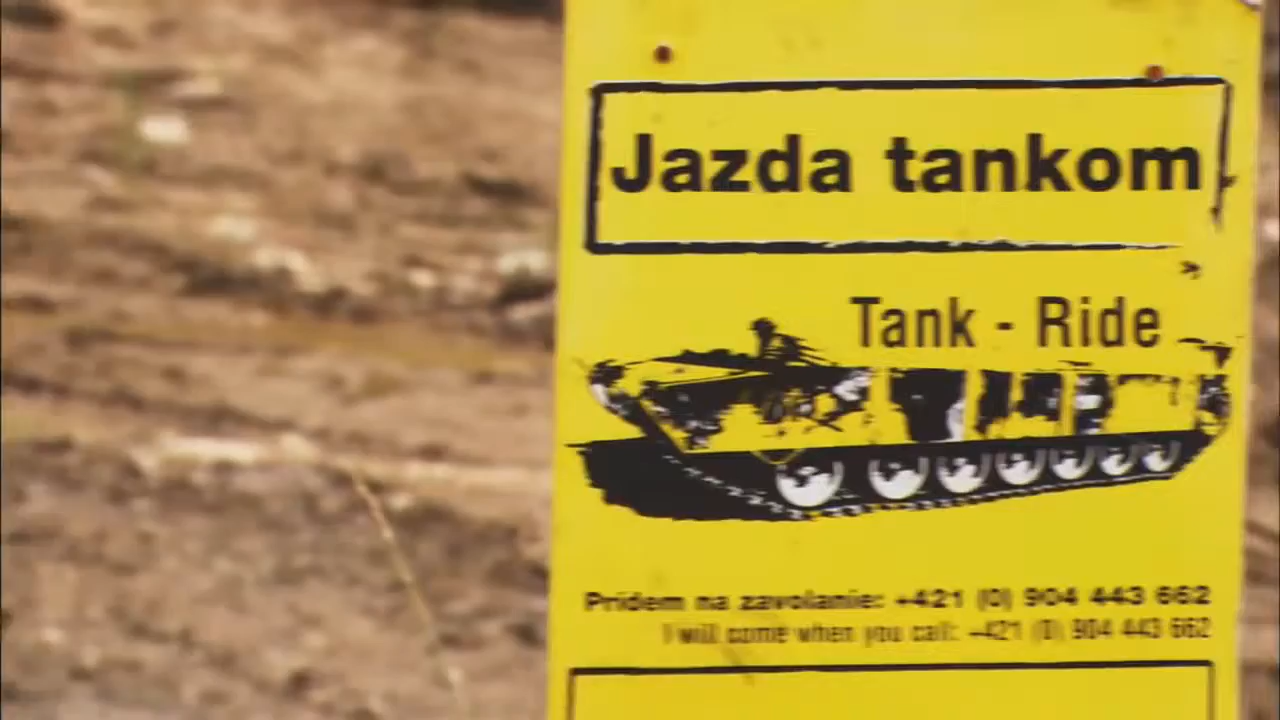 Jazda tankom
Tank - Ride
Prídem na zavolanie: +421 (0) 904 443 662
I will come when you call: +421 (0) 904 443 662